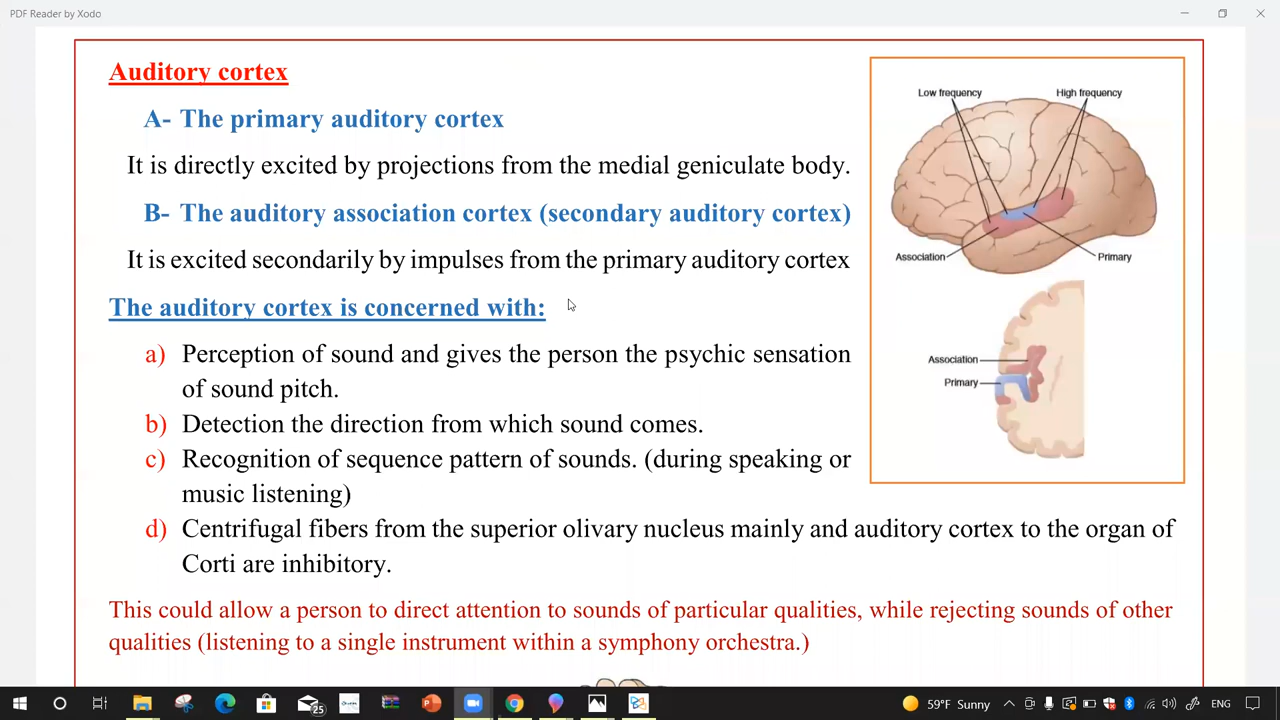 PDF Reader by Xodo
Auditory cortex
A- The primary auditory cortex
It is directly excited by projections from the medial geniculate body.
B- The auditory association cortex (secondary auditory cortex)
It is excited secondarily by impulses from the primary auditory cortex
The auditory cortex is concerned with:
a) Perception of sound and gives the person the psychic sensation
of sound pitch.
b) Detection the direction from which sound comes.
c) Recognition of sequence pattern of sounds. (during speaking or
music listening)
d) Centrifugal fibers from the superior olivary nucleus mainly and auditory cortex to the organ of
Corti are inhibitory.
This could allow a person to direct attention to sounds of particular qualities, while rejecting sounds of other
qualities (listening to a single instrument within a symphony orchestra.)
Low frequency
High frequency
Association
Primary
Association
Primary
25
59°F Sunny
ENG